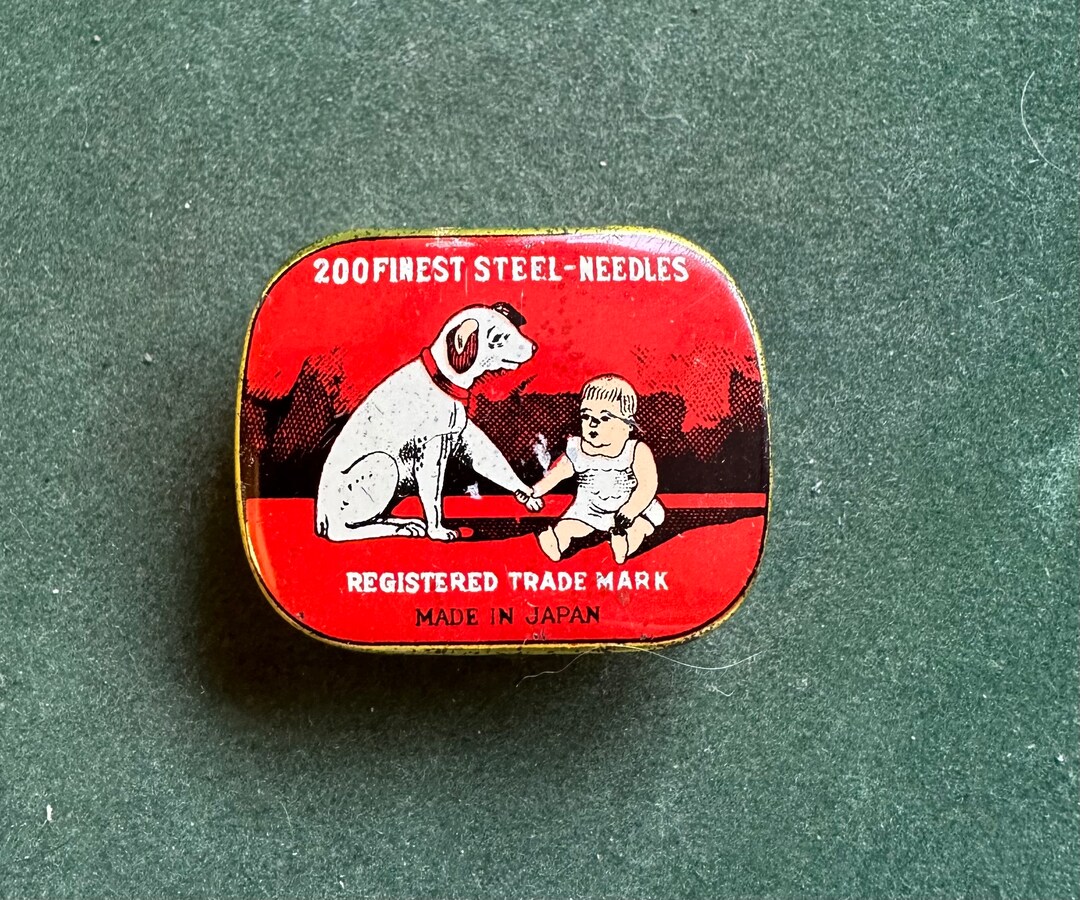 200 FINEST STEEL-NEEDLES
REGISTERED TRADE MARK
MADE IN JAPAN